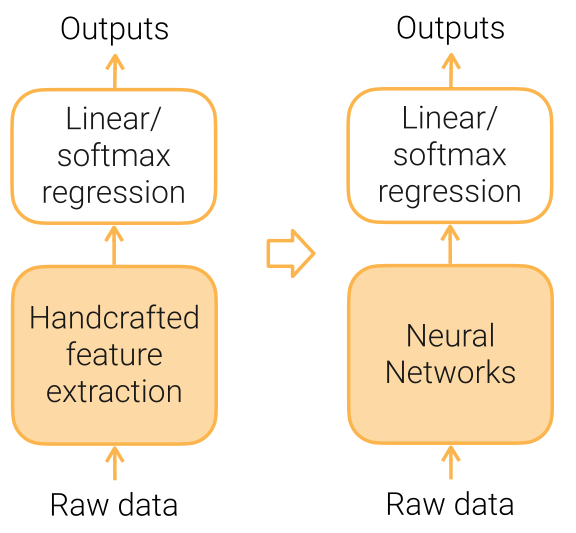 Outputs
Linear/
softmax
regression
Handcrafted
feature
extraction
Raw data
Outputs
Linear/
softmax
regression
Neural
Networks
Raw data